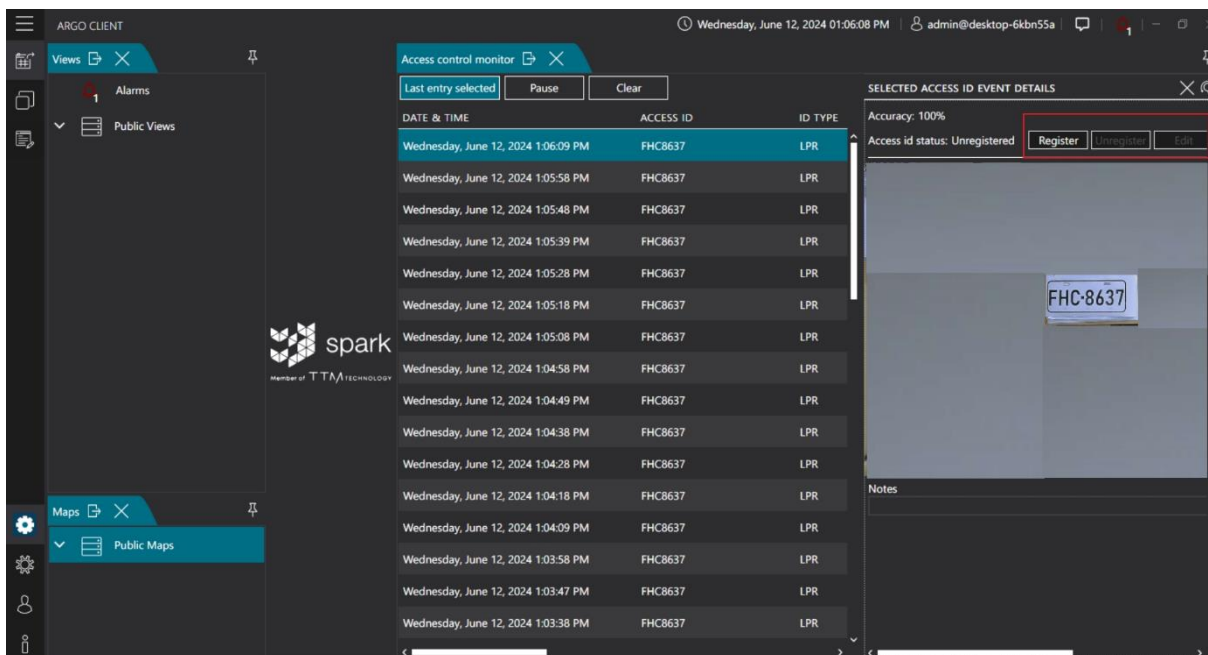 ARGO CLIENT
Wednesday, June 12, 2024 01:06:08 PM
admin@desktop-6kbn55a
1
Views
Alarms
1
Public Views
Maps
Public Maps
spark
Member of TTM TECHNOLOGY
Access control monitor
Last entry selected
Pause
Clear
DATE & TIME ACCESS ID ID TYPE
Wednesday, June 12, 2024 1:06:09 PM FHC8637 LPR
Wednesday, June 12, 2024 1:05:58 PM FHC8637 LPR
Wednesday, June 12, 2024 1:05:48 PM FHC8637 LPR
Wednesday, June 12, 2024 1:05:39 PM FHC8637 LPR
Wednesday, June 12, 2024 1:05:28 PM FHC8637 LPR
Wednesday, June 12, 2024 1:05:18 PM FHC8637 LPR
Wednesday, June 12, 2024 1:05:08 PM FHC8637 LPR
Wednesday, June 12, 2024 1:04:58 PM FHC8637 LPR
Wednesday, June 12, 2024 1:04:49 PM FHC8637 LPR
Wednesday, June 12, 2024 1:04:38 PM FHC8637 LPR
Wednesday, June 12, 2024 1:04:28 PM FHC8637 LPR
Wednesday, June 12, 2024 1:04:18 PM FHC8637 LPR
Wednesday, June 12, 2024 1:04:09 PM FHC8637 LPR
Wednesday, June 12, 2024 1:03:58 PM FHC8637 LPR
Wednesday, June 12, 2024 1:03:47 PM FHC8637 LPR
Wednesday, June 12, 2024 1:03:38 PM FHC8637 LPR
SELECTED ACCESS ID EVENT DETAILS
Accuracy: 100%
Access id status: Unregistered
Register
Unregister
Edit
FHC·8637
Notes